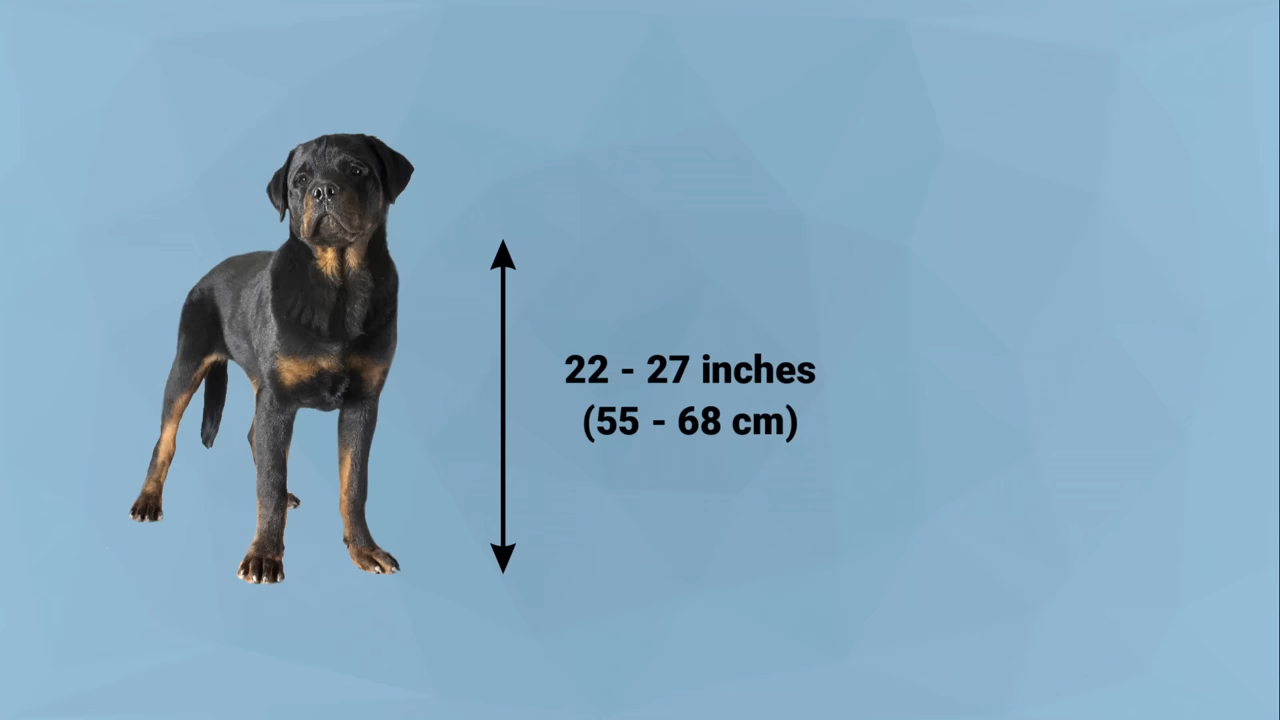 22 - 27 inches
(55 - 68 cm)